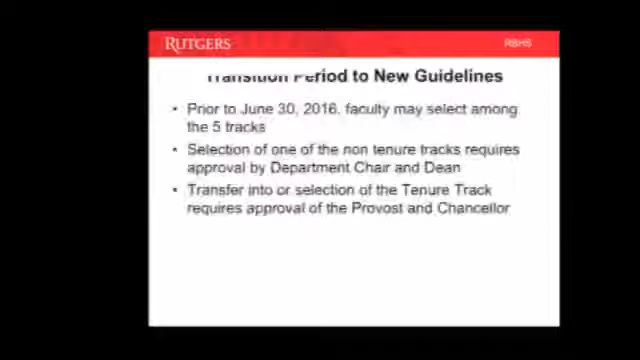 RUTGERS
RBHS
Transition Period to New Guidelines
• Prior to June 30, 2016, faculty may select among
the 5 tracks
• Selection of one of the non tenure tracks requires
approval by Department Chair and Dean
• Transfer into or selection of the Tenure Track
requires approval of the Provost and Chancellor